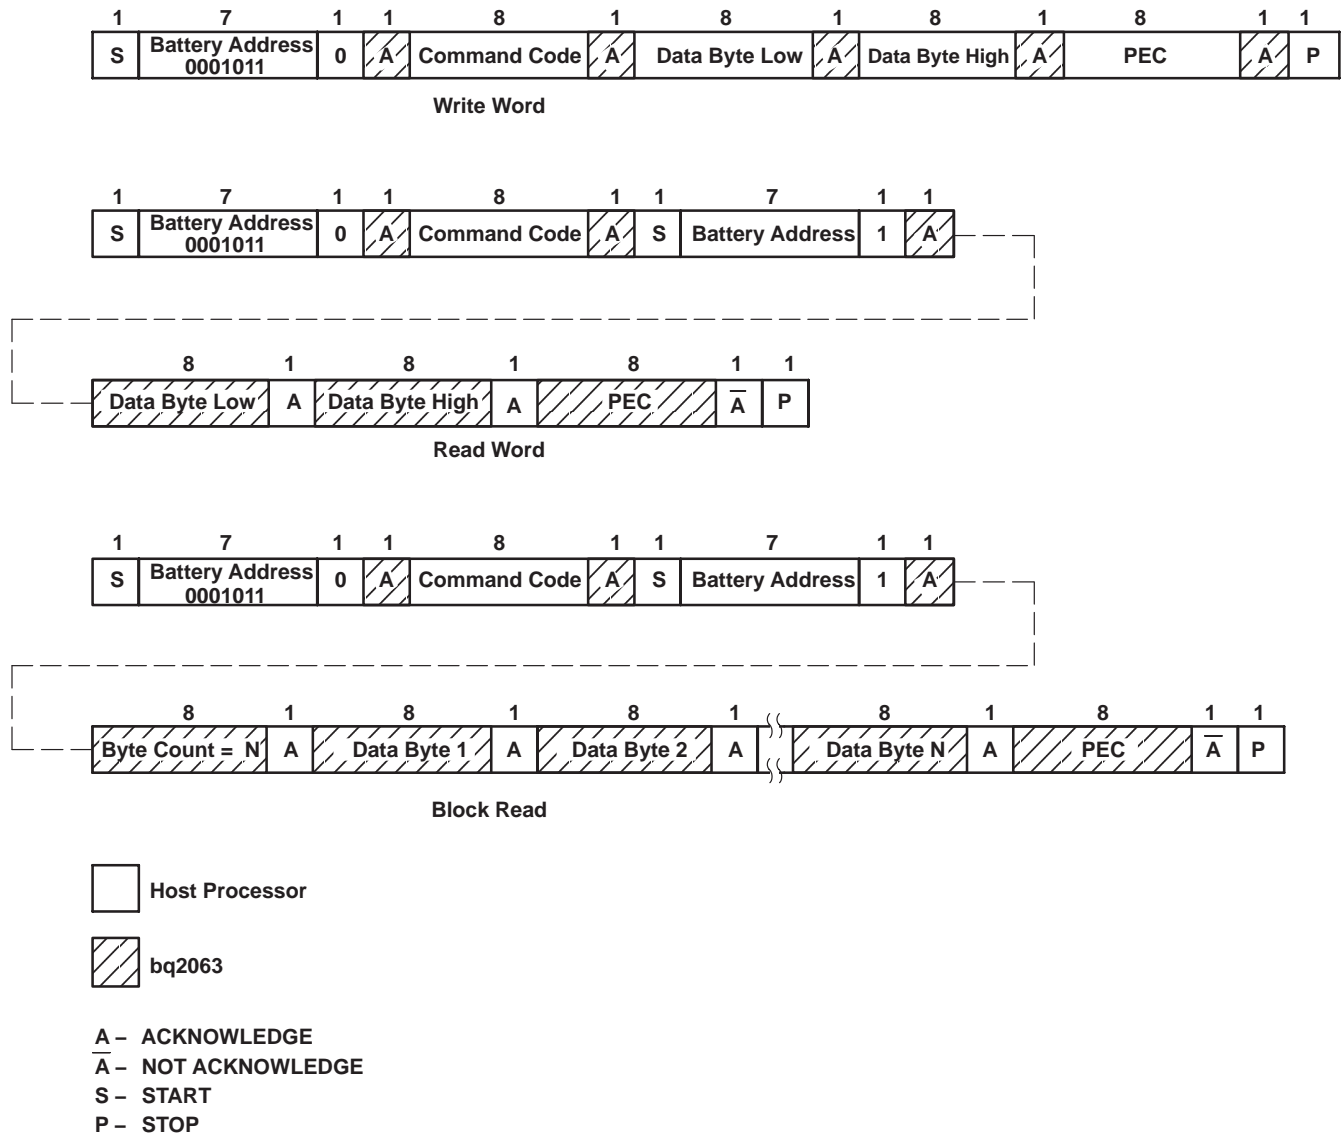 1 7 1 1 8 1 8 1 8 1 8 1 1
S Battery Address 0 A Command Code A Data Byte Low A Data Byte High A PEC A P
0001011
Write Word
1 7 1 1 8 1 1 7 1 1
S Battery Address 0 A Command Code A S Battery Address 1 A
0001011
8 1 8 1 8 1 1
Data Byte Low A Data Byte High A PEC A̅ P
Read Word
1 7 1 1 8 1 1 7 1 1
S Battery Address 0 A Command Code A S Battery Address 1 A
0001011
8 1 8 1 8 1 8 1 8 1 1
Byte Count = N A Data Byte 1 A Data Byte 2 A Data Byte N A PEC A̅ P
Block Read
Host Processor
bq2063
A – ACKNOWLEDGE
A̅ – NOT ACKNOWLEDGE
S – START
P – STOP